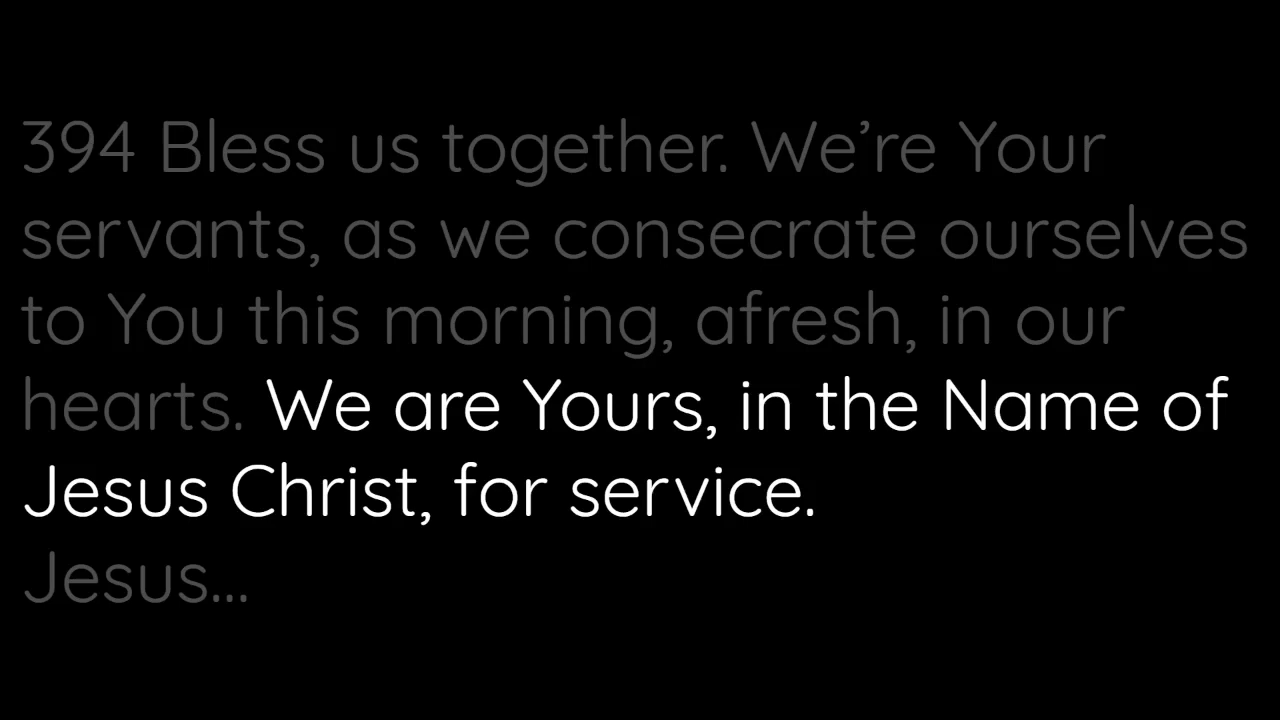 394 Bless us together. We’re Your
servants, as we consecrate ourselves
to You this morning, afresh, in our
hearts. We are Yours, in the Name of
Jesus Christ, for service.
Jesus...